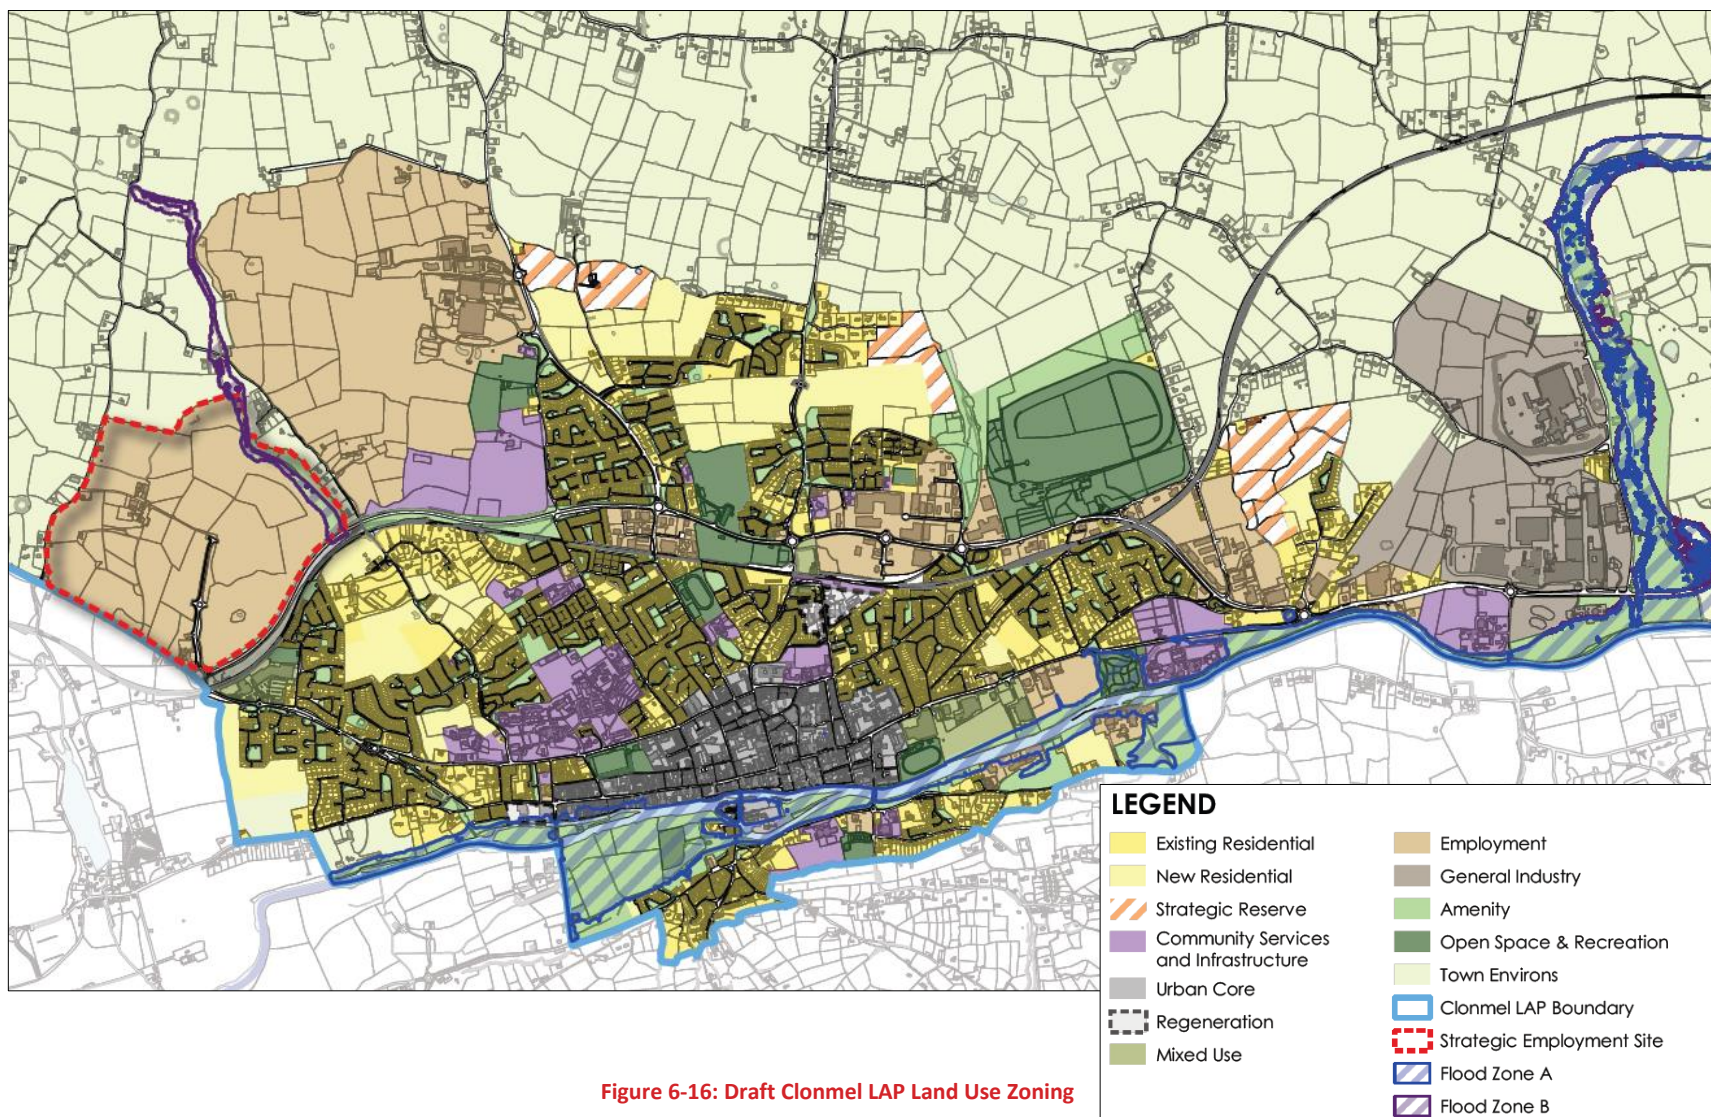 LEGEND
Existing Residential
New Residential
Strategic Reserve
Community Services
and Infrastructure
Urban Core
Regeneration
Mixed Use
Employment
General Industry
Amenity
Open Space & Recreation
Town Environs
Clonmel LAP Boundary
Strategic Employment Site
Flood Zone A
Flood Zone B
Figure 6-16: Draft Clonmel LAP Land Use Zoning